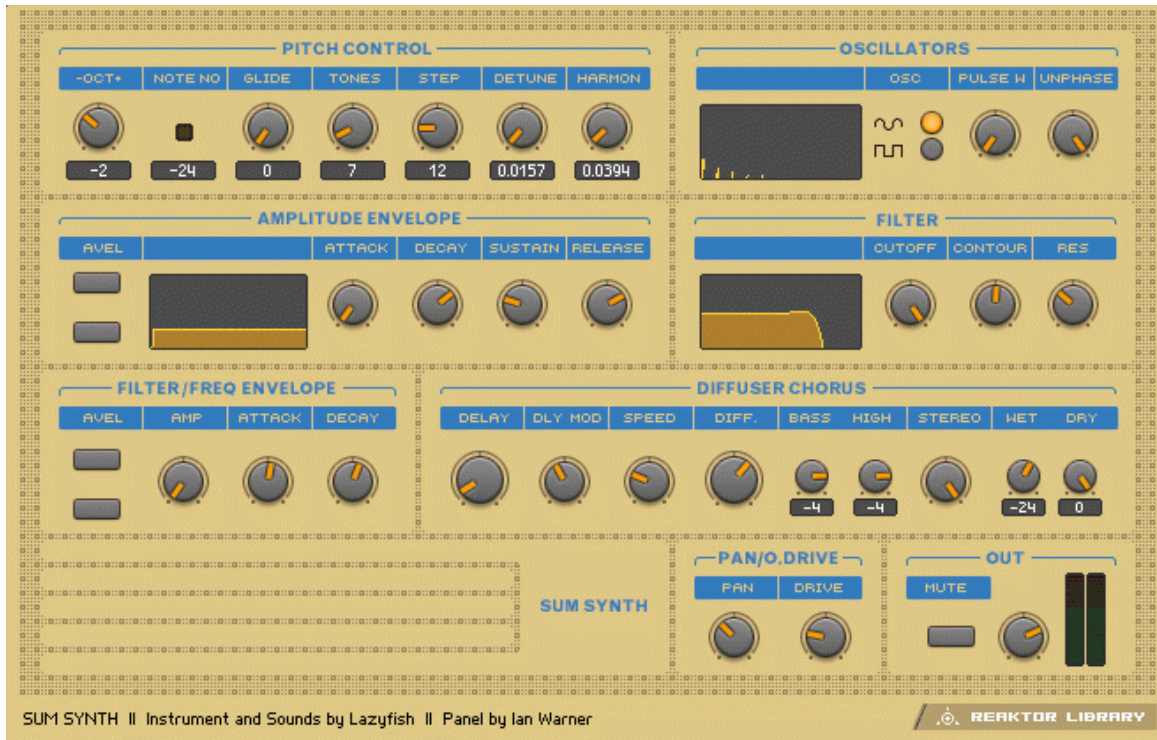 PITCH CONTROL
-OCT+ NOTE NO GLIDE TONES STEP DETUNE HARMON
-2 -24 0 7 12 0.0157 0.0394
OSCILLATORS
OSC PULSE W UNPHASE
AMPLITUDE ENVELOPE
AVEL ATTACK DECAY SUSTAIN RELEASE
FILTER
CUTOFF CONTOUR RES
FILTER/FREQ ENVELOPE
AVEL AMP ATTACK DECAY
DIFFUSER CHORUS
DELAY DLY MOD SPEED DIFF. BASS HIGH STEREO WET DRY
-4 -4 -24 0
SUM SYNTH
PAN/O.DRIVE
PAN DRIVE
OUT
MUTE
SUM SYNTH II Instrument and Sounds by Lazyfish II Panel by Ian Warner
REAKTOR LIBRARY